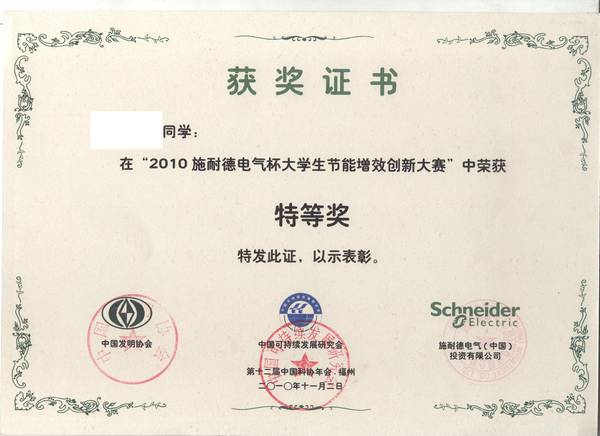 获奖证书
同学：
在“2010施耐德电气杯大学生节能增效创新大赛”中荣获
特等奖
特发此证，以示表彰。
Schneider
Electric
中国发明协会
中国可持续发展研究会
施耐德电气（中国）
投资有限公司
第十二届中国科协年会 福州
二〇一〇年十一月二日